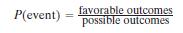 P(event) = favorable outcomes / possible outcomes